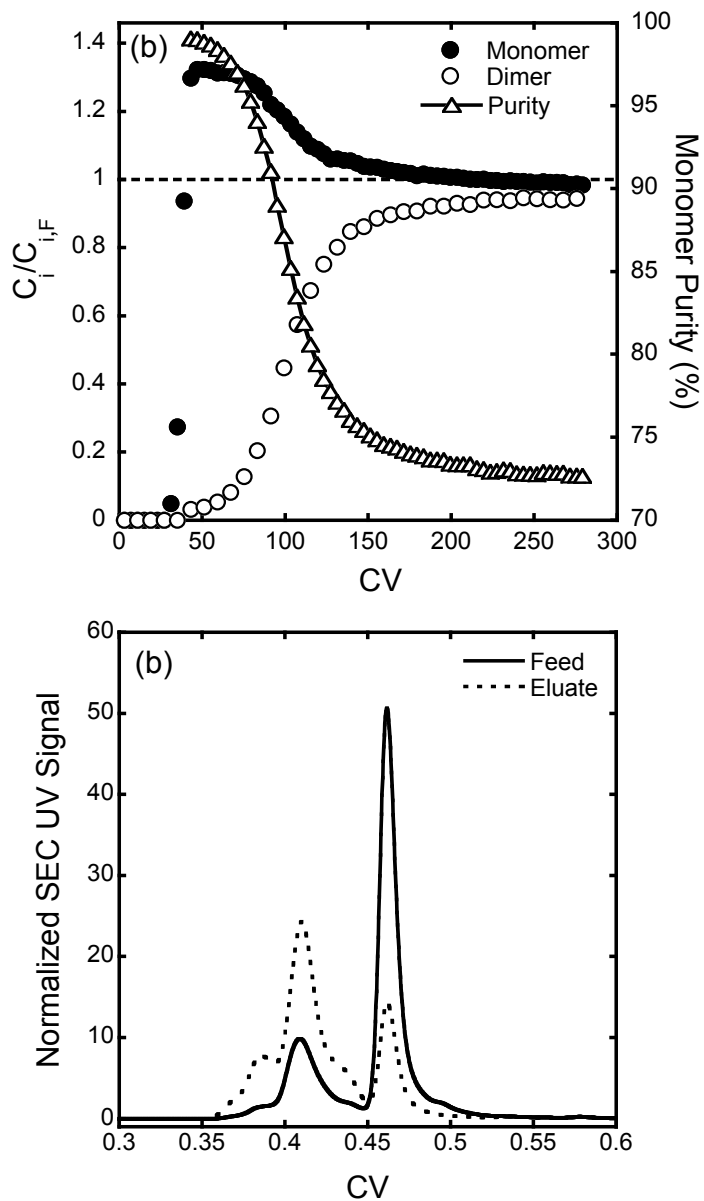 (b)
Monomer
Dimer
Purity
1.4
1.2
1
0.8
0.6
0.4
0.2
0
C_i/C_{i,F}
100
95
90
85
80
75
70
Monomer Purity (%)
0 50 100 150 200 250 300
CV
(b)
Feed
Eluate
60
50
40
30
20
10
0
Normalized SEC UV Signal
0.3 0.35 0.4 0.45 0.5 0.55 0.6
CV